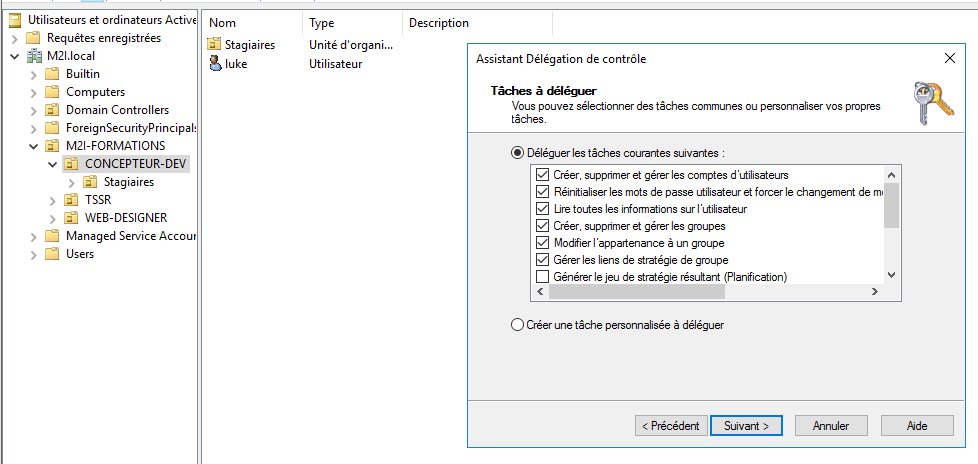 Utilisateurs et ordinateurs Active
Requêtes enregistrées
M2I.local
Builtin
Computers
Domain Controllers
ForeignSecurityPrincipals
M2I-FORMATIONS
CONCEPTEUR-DEV
Stagiaires
TSSR
WEB-DESIGNER
Managed Service Accour
Users
Nom Type Description
Stagiaires Unité d'organi...
luke Utilisateur
Assistant Délégation de contrôle
Tâches à déléguer
Vous pouvez sélectionner des tâches communes ou personnaliser vos propres
tâches.
Déléguer les tâches courantes suivantes :
Créer, supprimer et gérer les comptes d'utilisateurs
Réinitialiser les mots de passe utilisateur et forcer le changement de m
Lire toutes les informations sur l'utilisateur
Créer, supprimer et gérer les groupes
Modifier l'appartenance à un groupe
Gérer les liens de stratégie de groupe
Générer le jeu de stratégie résultant (Planification)
Créer une tâche personnalisée à déléguer
< Précédent Suivant > Annuler Aide